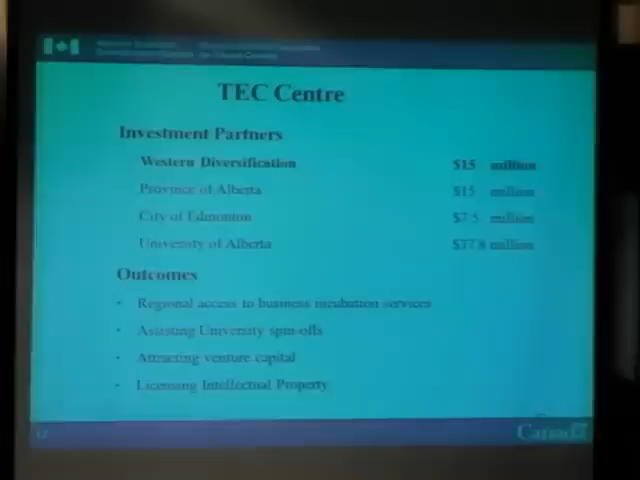 TEC Centre
Investment Partners
Western Diversification $15 million
Province of Alberta $15 million
City of Edmonton $7.5 million
University of Alberta $37.8 million
Outcomes
• Regional access to business incubation services
• Assisting University spin-offs
• Attracting venture capital
• Licensing Intellectual Property
Canada